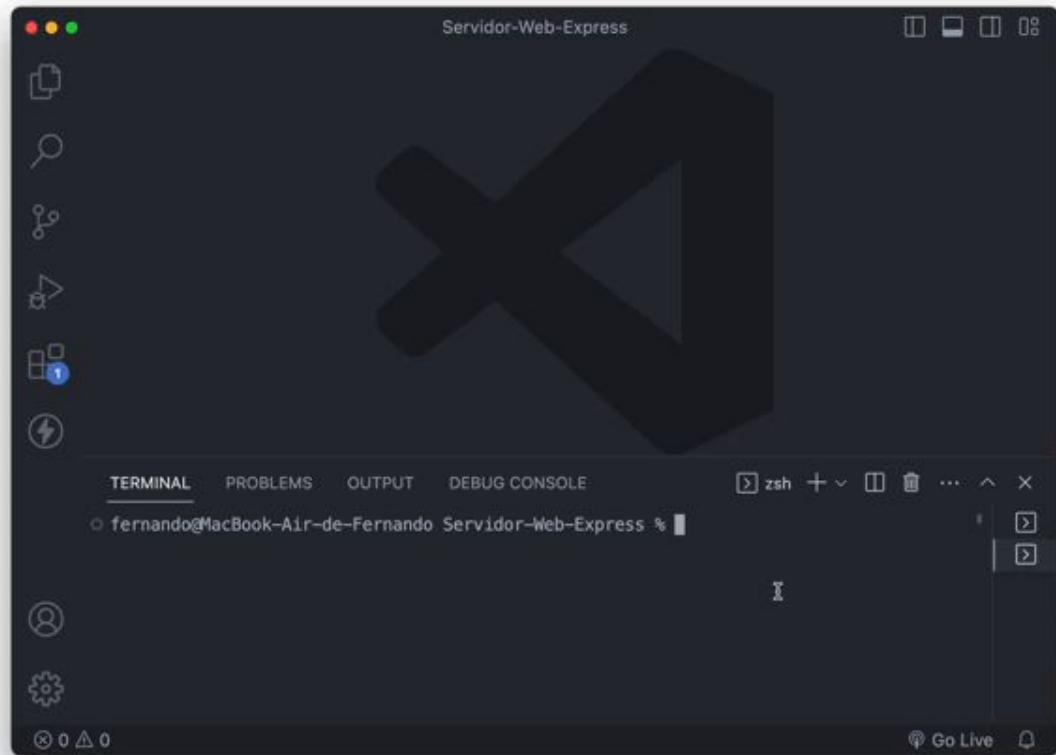 Servidor-Web-Express
1
TERMINAL PROBLEMS OUTPUT DEBUG CONSOLE zsh
fernando@MacBook-Air-de-Fernando Servidor-Web-Express %
0 0 Go Live